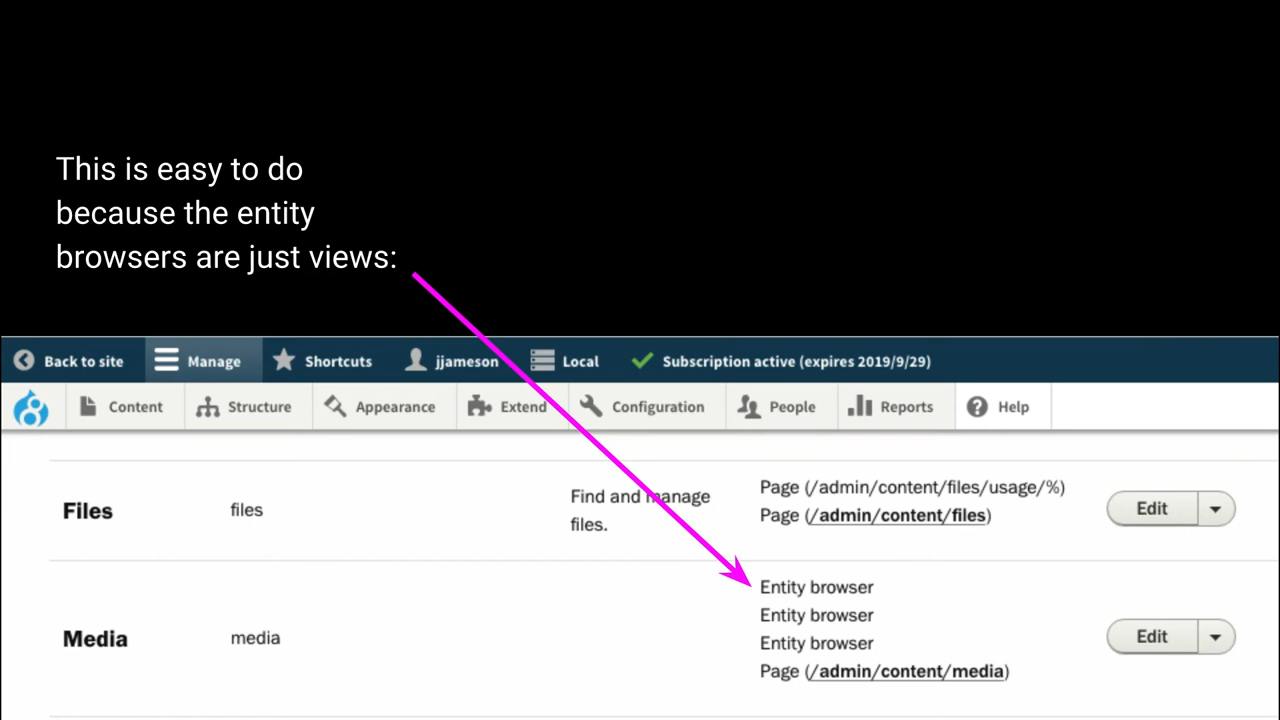 This is easy to do
because the entity
browsers are just views:
Back to site Manage Shortcuts jjameson Local Subscription active (expires 2019/9/29)
Content Structure Appearance Extend Configuration People Reports Help
Files files Find and manage Page (/admin/content/files/usage/%) Edit
files. Page (/admin/content/files)
Entity browser
Entity browser
Media media Entity browser Edit
Page (/admin/content/media)